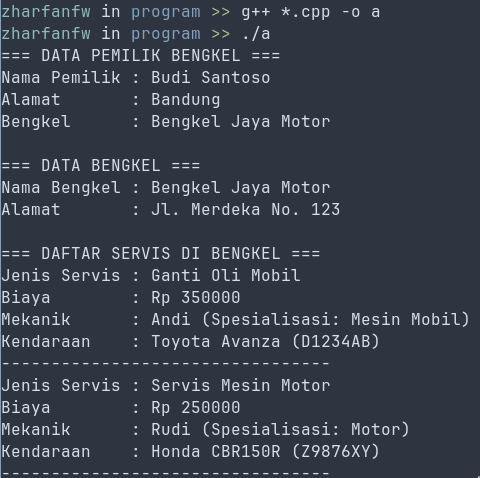 zharfanfw in program >> g++ *.cpp -o a
zharfanfw in program >> ./a
=== DATA PEMILIK BENGKEL ===
Nama Pemilik : Budi Santoso
Alamat       : Bandung
Bengkel      : Bengkel Jaya Motor

=== DATA BENGKEL ===
Nama Bengkel : Bengkel Jaya Motor
Alamat       : Jl. Merdeka No. 123

=== DAFTAR SERVIS DI BENGKEL ===
Jenis Servis : Ganti Oli Mobil
Biaya        : Rp 350000
Mekanik      : Andi (Spesialisasi: Mesin Mobil)
Kendaraan    : Toyota Avanza (D1234AB)
---------------------------------
Jenis Servis : Servis Mesin Motor
Biaya        : Rp 250000
Mekanik      : Rudi (Spesialisasi: Motor)
Kendaraan    : Honda CBR150R (Z9876XY)
---------------------------------